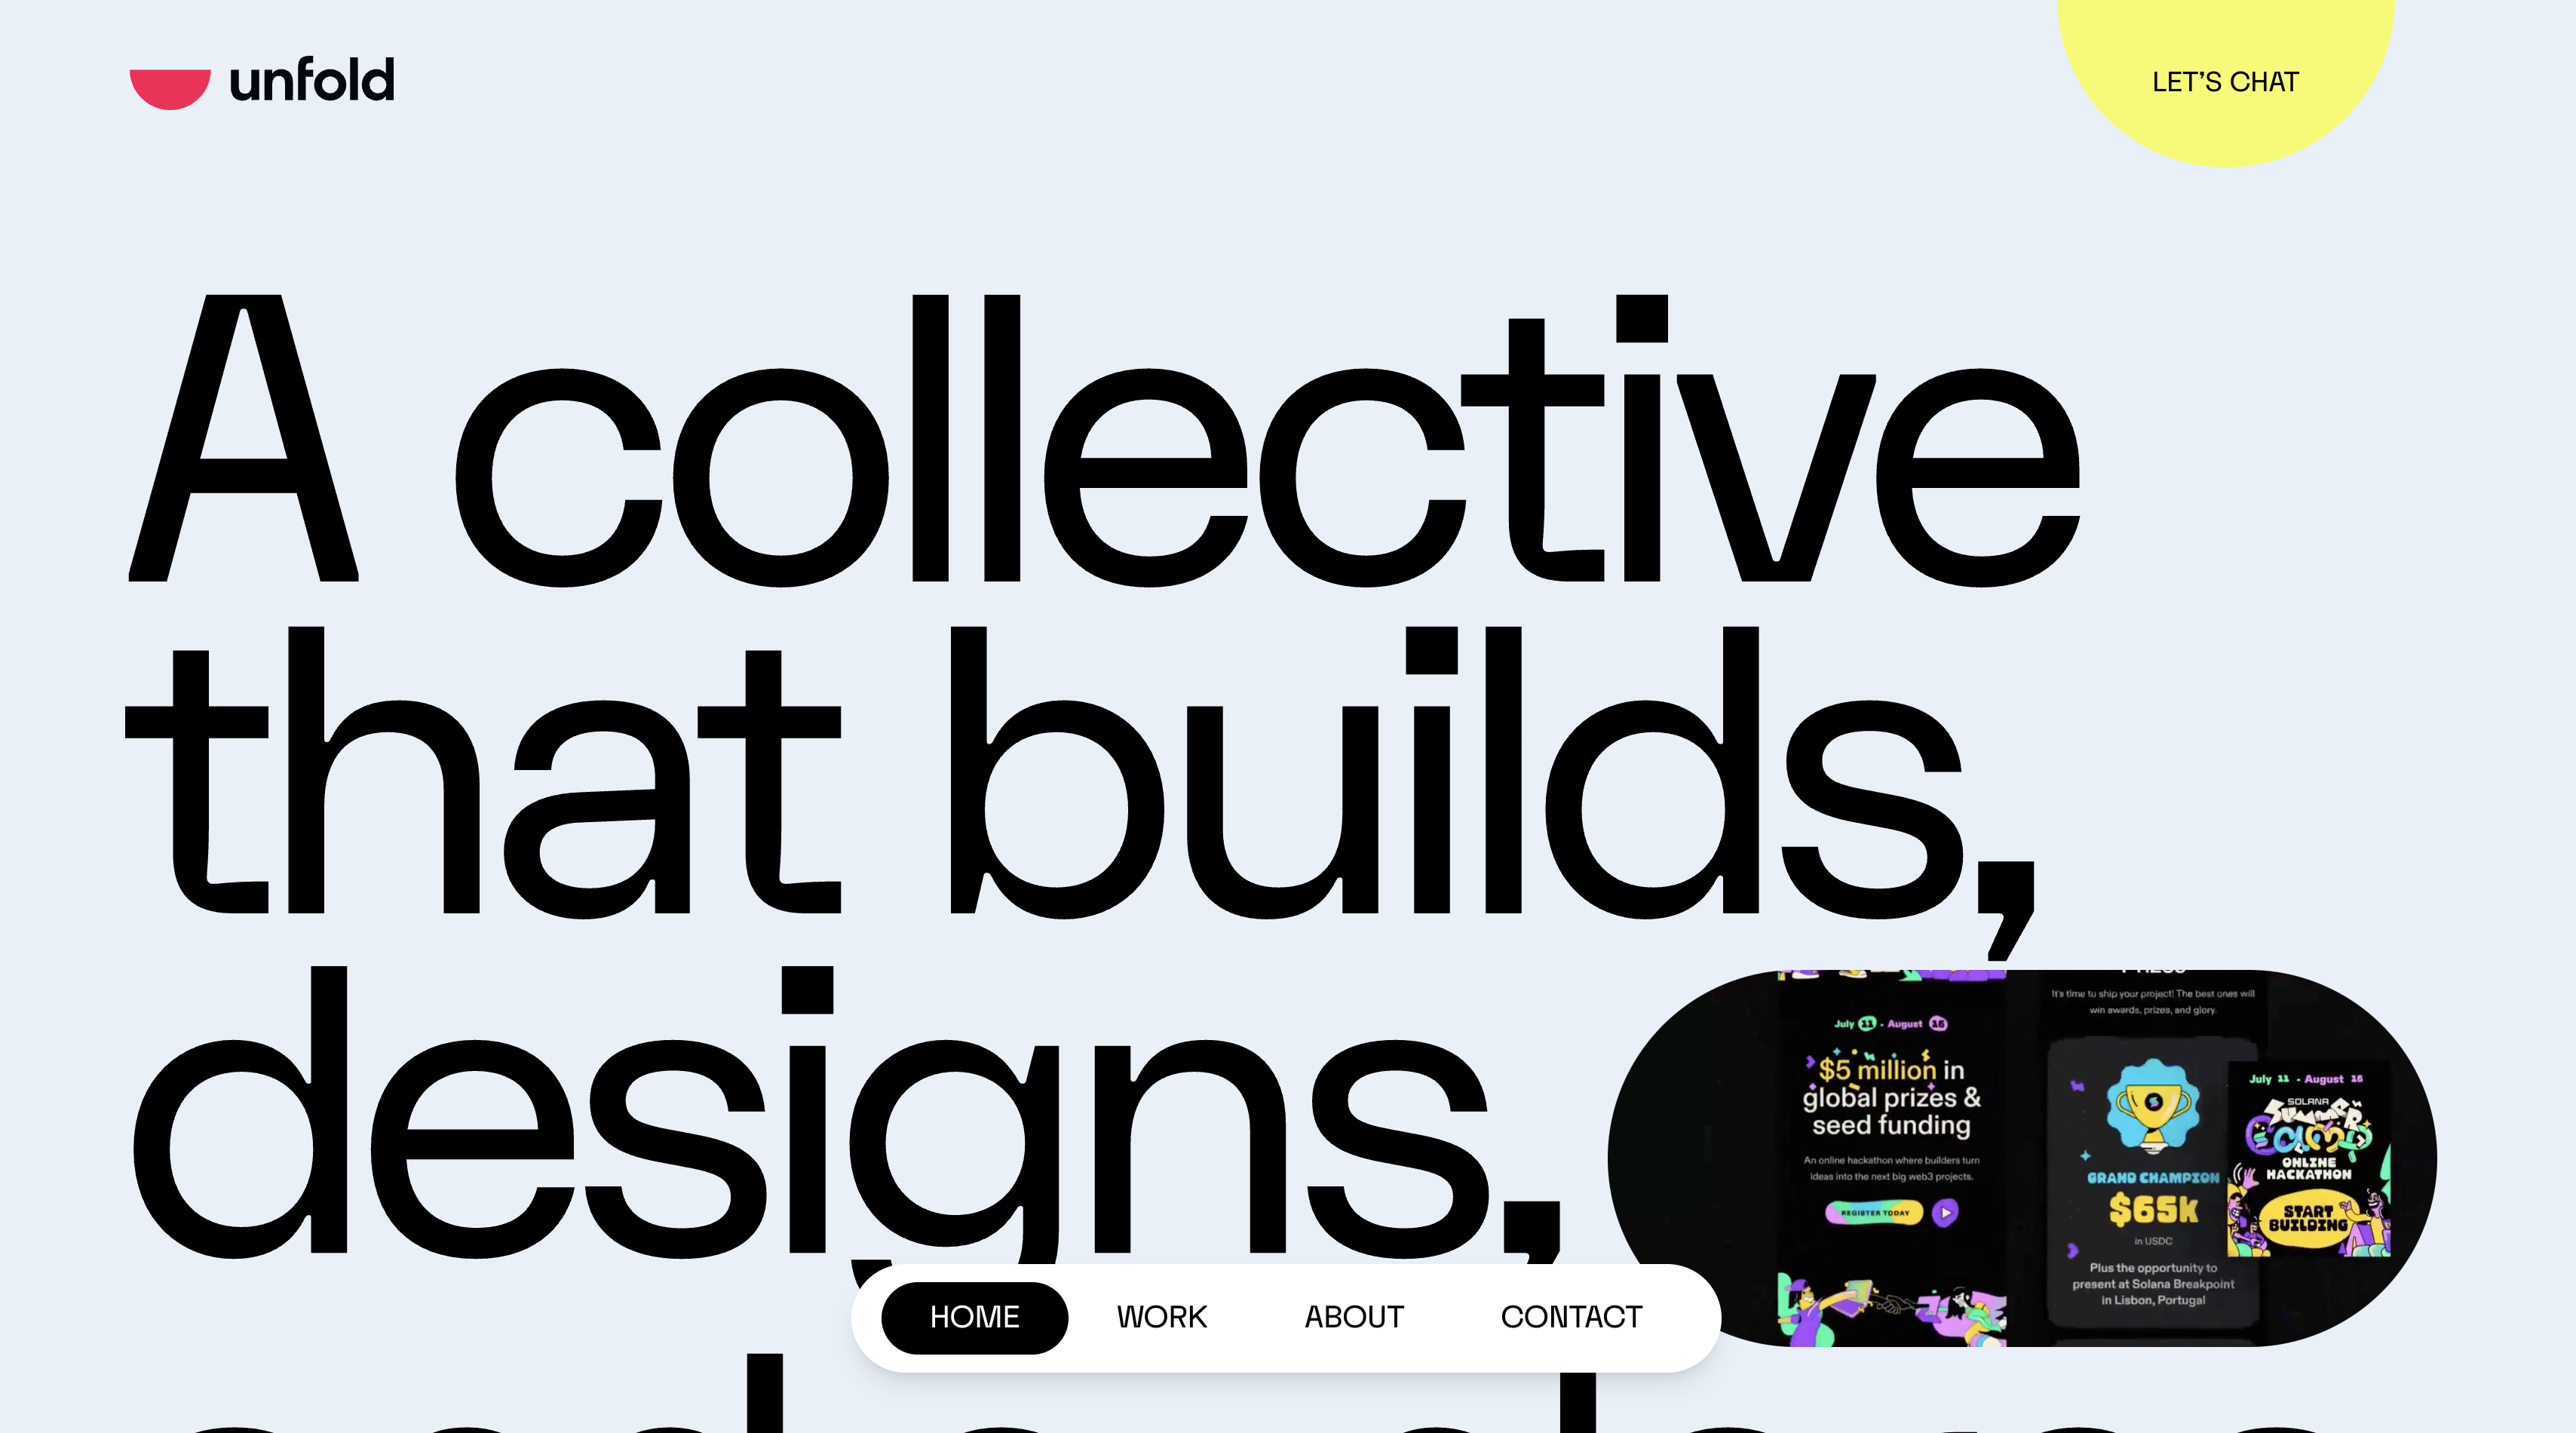 unfold
LET'S CHAT
A collective
that builds,
designs,
July 11 - August 16
$5 million in
global prizes &
seed funding
An online hackathon where builders turn
ideas into the next big web3 projects.
REGISTER TODAY
It's time to ship your project! The best ones will
win awards, prizes, and glory.
GRAND CHAMPION
$65k
in USDC
Plus the opportunity to
present at Solana Breakpoint
in Lisbon, Portugal
July 11 - August 16
SOLANA
SUMMER
CAMP
ONLINE
HACKATHON
START
BUILDING
HOME
WORK
ABOUT
CONTACT